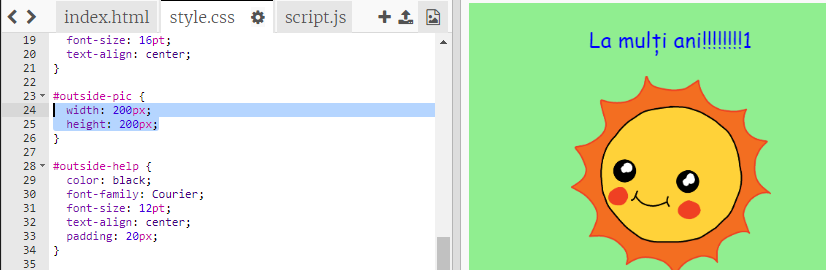 index.html style.css script.js
19 font-size: 16pt;
20 text-align: center;
21 }
22
23 #outside-pic {
24 width: 200px;
25 height: 200px;
26 }
27
28 #outside-help {
29 color: black;
30 font-family: Courier;
31 font-size: 12pt;
32 text-align: center;
33 padding: 20px;
34 }
35
La mulți ani!!!!!!!!1